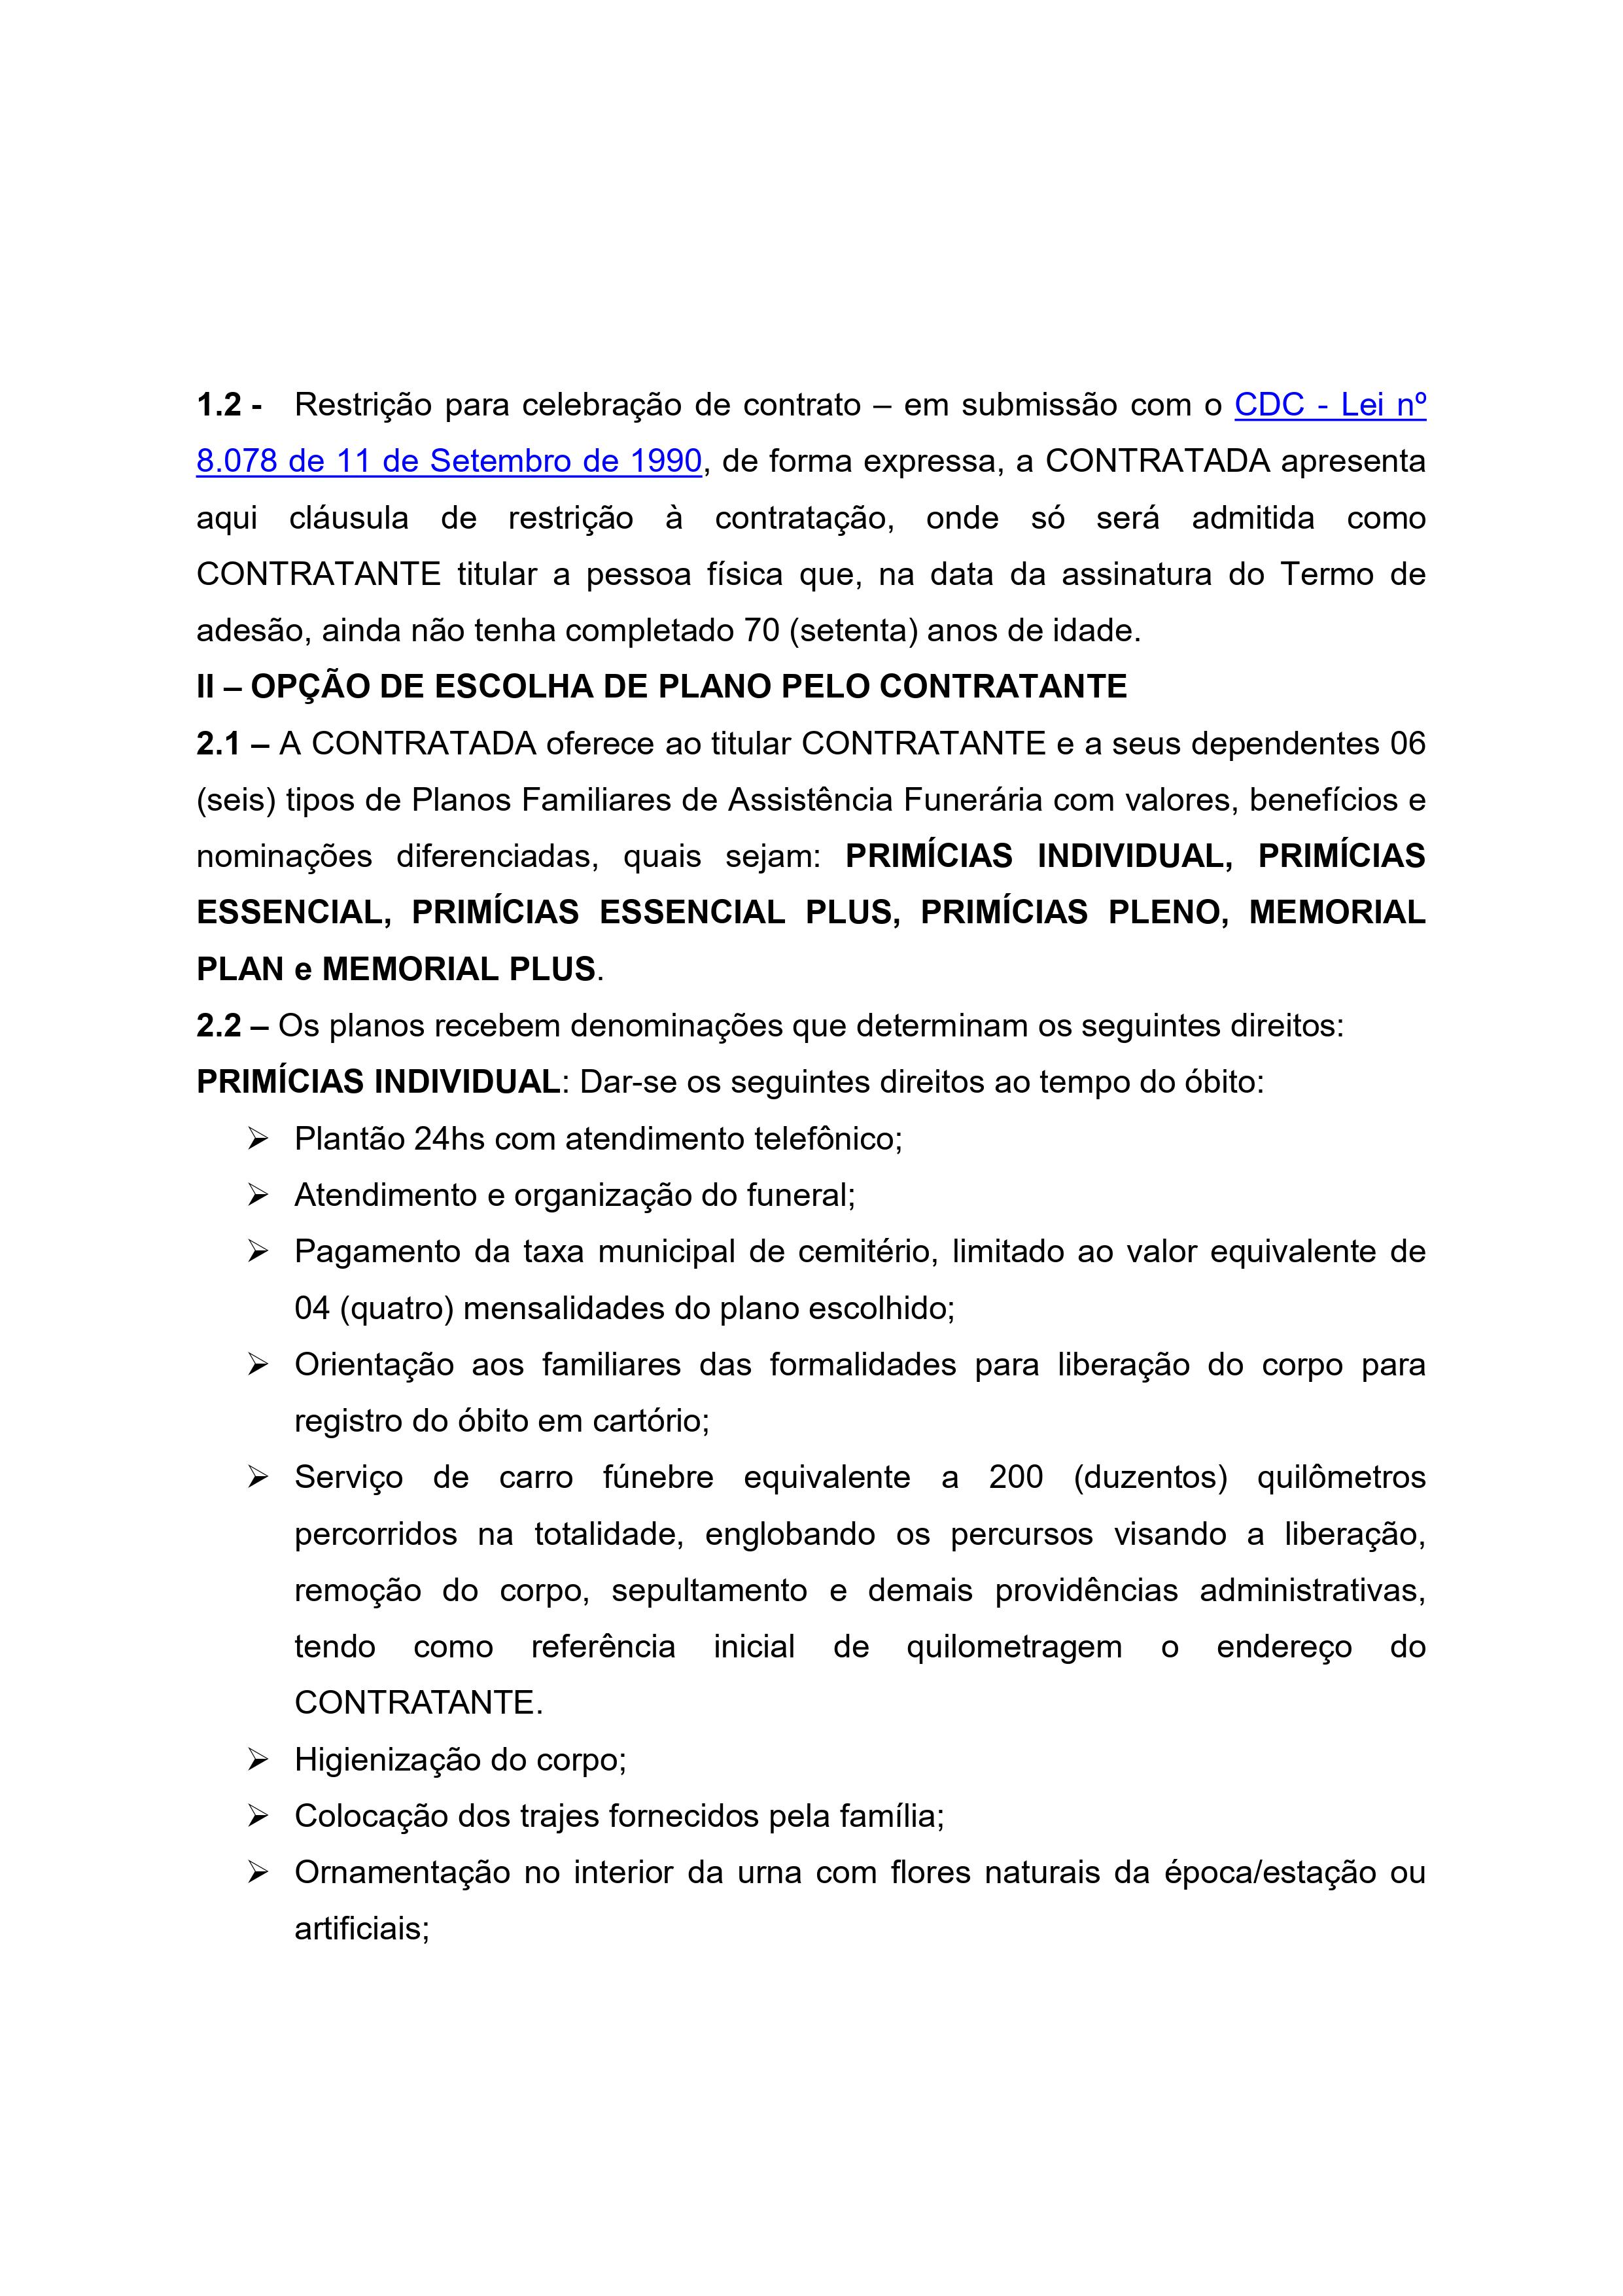 1.2 - Restrição para celebração de contrato – em submissão com o CDC - Lei nº
8.078 de 11 de Setembro de 1990, de forma expressa, a CONTRATADA apresenta
aqui cláusula de restrição à contratação, onde só será admitida como
CONTRATANTE titular a pessoa física que, na data da assinatura do Termo de
adesão, ainda não tenha completado 70 (setenta) anos de idade.
II – OPÇÃO DE ESCOLHA DE PLANO PELO CONTRATANTE
2.1 – A CONTRATADA oferece ao titular CONTRATANTE e a seus dependentes 06
(seis) tipos de Planos Familiares de Assistência Funerária com valores, benefícios e
nominações diferenciadas, quais sejam: PRIMÍCIAS INDIVIDUAL, PRIMÍCIAS
ESSENCIAL, PRIMÍCIAS ESSENCIAL PLUS, PRIMÍCIAS PLENO, MEMORIAL
PLAN e MEMORIAL PLUS.
2.2 – Os planos recebem denominações que determinam os seguintes direitos:
PRIMÍCIAS INDIVIDUAL: Dar-se os seguintes direitos ao tempo do óbito:
➢ Plantão 24hs com atendimento telefônico;
➢ Atendimento e organização do funeral;
➢ Pagamento da taxa municipal de cemitério, limitado ao valor equivalente de
04 (quatro) mensalidades do plano escolhido;
➢ Orientação aos familiares das formalidades para liberação do corpo para
registro do óbito em cartório;
➢ Serviço de carro fúnebre equivalente a 200 (duzentos) quilômetros
percorridos na totalidade, englobando os percursos visando a liberação,
remoção do corpo, sepultamento e demais providências administrativas,
tendo como referência inicial de quilometragem o endereço do
CONTRATANTE.
➢ Higienização do corpo;
➢ Colocação dos trajes fornecidos pela família;
➢ Ornamentação no interior da urna com flores naturais da época/estação ou
artificiais;